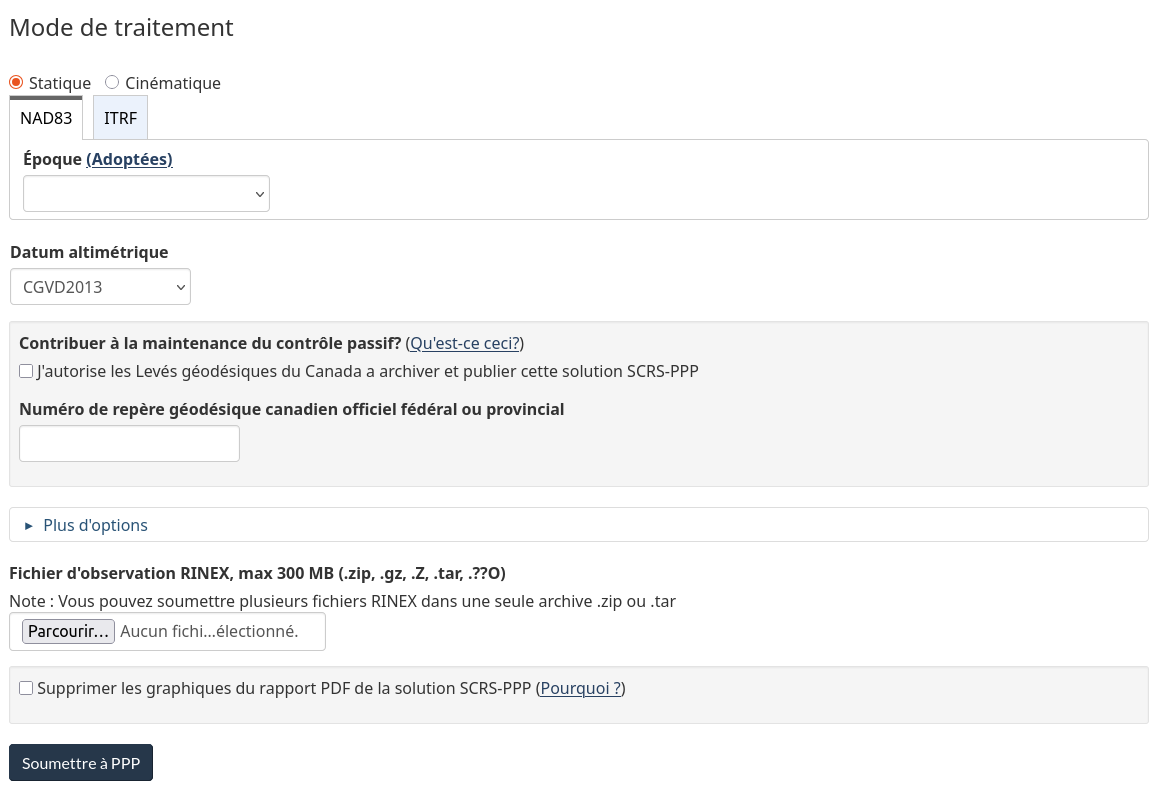 Mode de traitement
Statique Cinématique
NAD83 ITRF
Époque (Adoptées)
Datum altimétrique
CGVD2013
Contribuer à la maintenance du contrôle passif? (Qu'est-ce ceci?)
J'autorise les Levés géodésiques du Canada a archiver et publier cette solution SCRS-PPP
Numéro de repère géodésique canadien officiel fédéral ou provincial
Plus d'options
Fichier d'observation RINEX, max 300 MB (.zip, .gz, .Z, .tar, .??O)
Note : Vous pouvez soumettre plusieurs fichiers RINEX dans une seule archive .zip ou .tar
Parcourir... Aucun fichi...électionné.
Supprimer les graphiques du rapport PDF de la solution SCRS-PPP (Pourquoi ?)
Soumettre à PPP